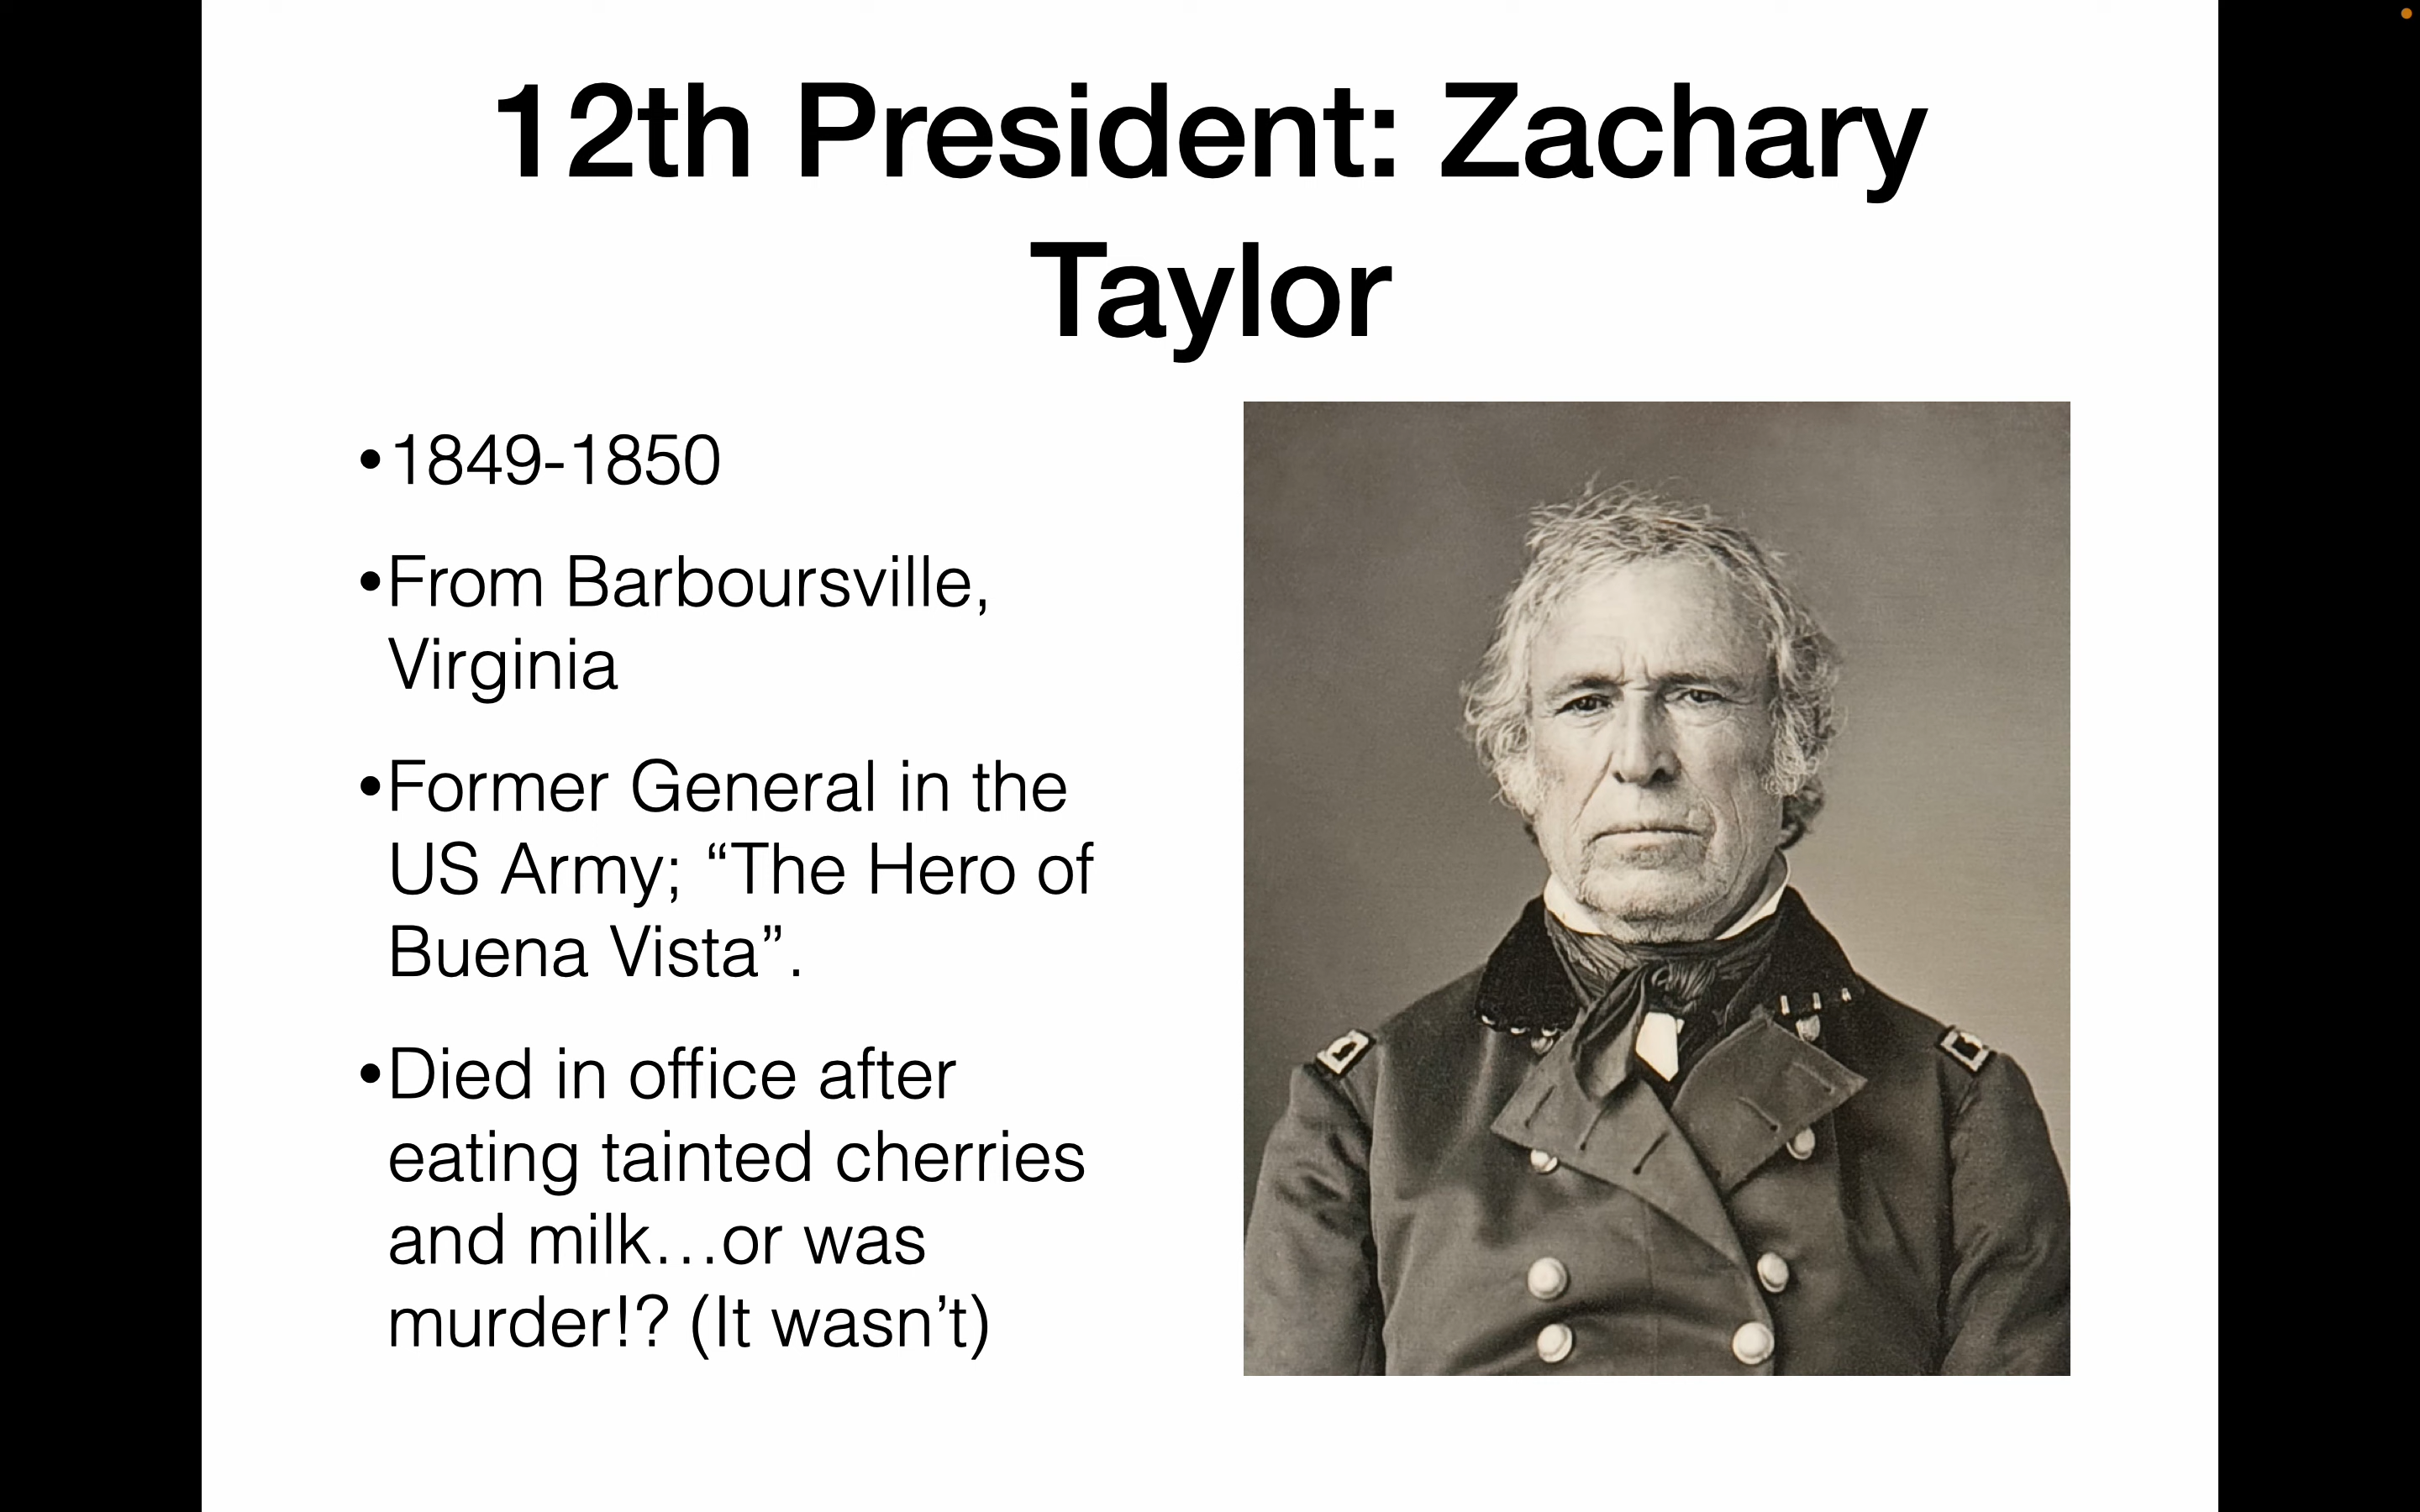 12th President: Zachary
Taylor
•1849-1850
•From Barboursville,
Virginia
•Former General in the
US Army; “The Hero of
Buena Vista”.
•Died in office after
eating tainted cherries
and milk…or was
murder!? (It wasn’t)